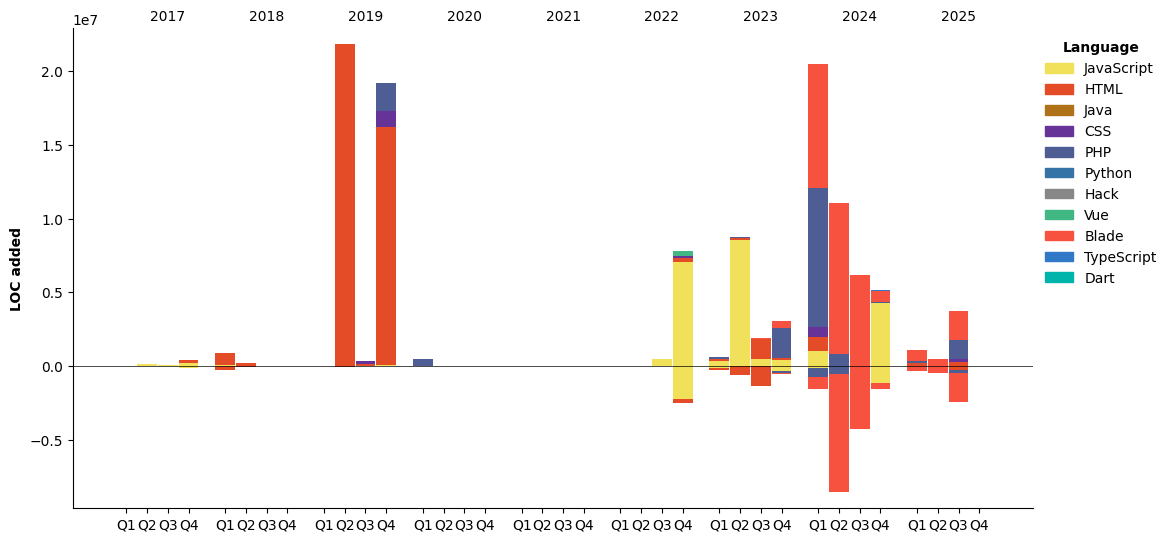 2017 2018 2019 2020 2021 2022 2023 2024 2025
1e7
Language
JavaScript
HTML
Java
CSS
PHP
Python
Hack
Vue
Blade
TypeScript
Dart
2.0
1.5
1.0
0.5
0.0
−0.5
LOC added
Q1 Q2 Q3 Q4 Q1 Q2 Q3 Q4 Q1 Q2 Q3 Q4 Q1 Q2 Q3 Q4 Q1 Q2 Q3 Q4 Q1 Q2 Q3 Q4 Q1 Q2 Q3 Q4 Q1 Q2 Q3 Q4 Q1 Q2 Q3 Q4